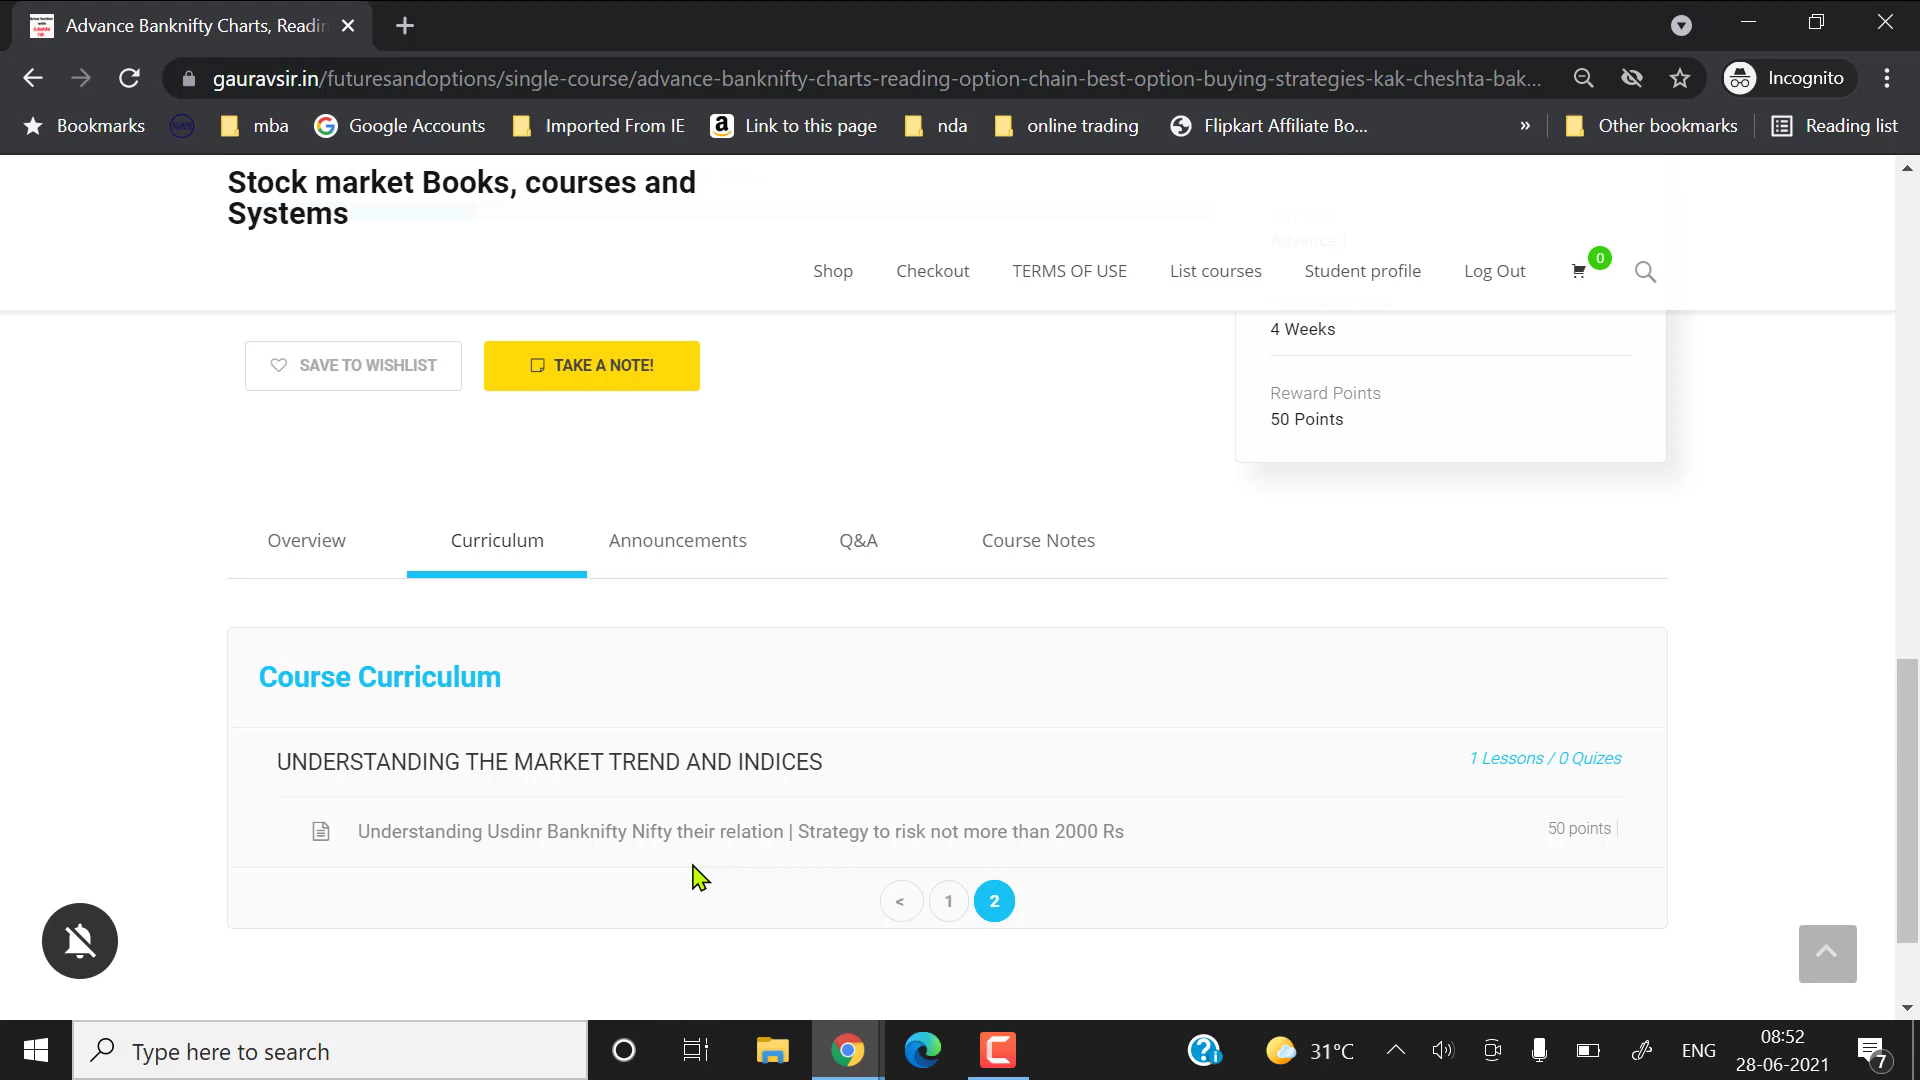 Advance Banknifty Charts, Readin
gauravsir.in/futuresandoptions/single-course/advance-banknifty-charts-reading-option-chain-best-option-buying-strategies-kak-cheshta-bak...
Incognito
Bookmarks
mba
Google Accounts
Imported From IE
Link to this page
nda
online trading
Flipkart Affiliate Bo...
»
Other bookmarks
Reading list
Stock market Books, courses and
Systems
Advanced
Shop
Checkout
TERMS OF USE
List courses
Student profile
Log Out
0
4 Weeks
SAVE TO WISHLIST
TAKE A NOTE!
Reward Points
50 Points
Overview
Curriculum
Announcements
Q&A
Course Notes
Course Curriculum
UNDERSTANDING THE MARKET TREND AND INDICES
1 Lessons / 0 Quizes
Understanding Usdinr Banknifty Nifty their relation | Strategy to risk not more than 2000 Rs
50 points
<
1
2
Type here to search
31°C
ENG
08:52
28-06-2021
7